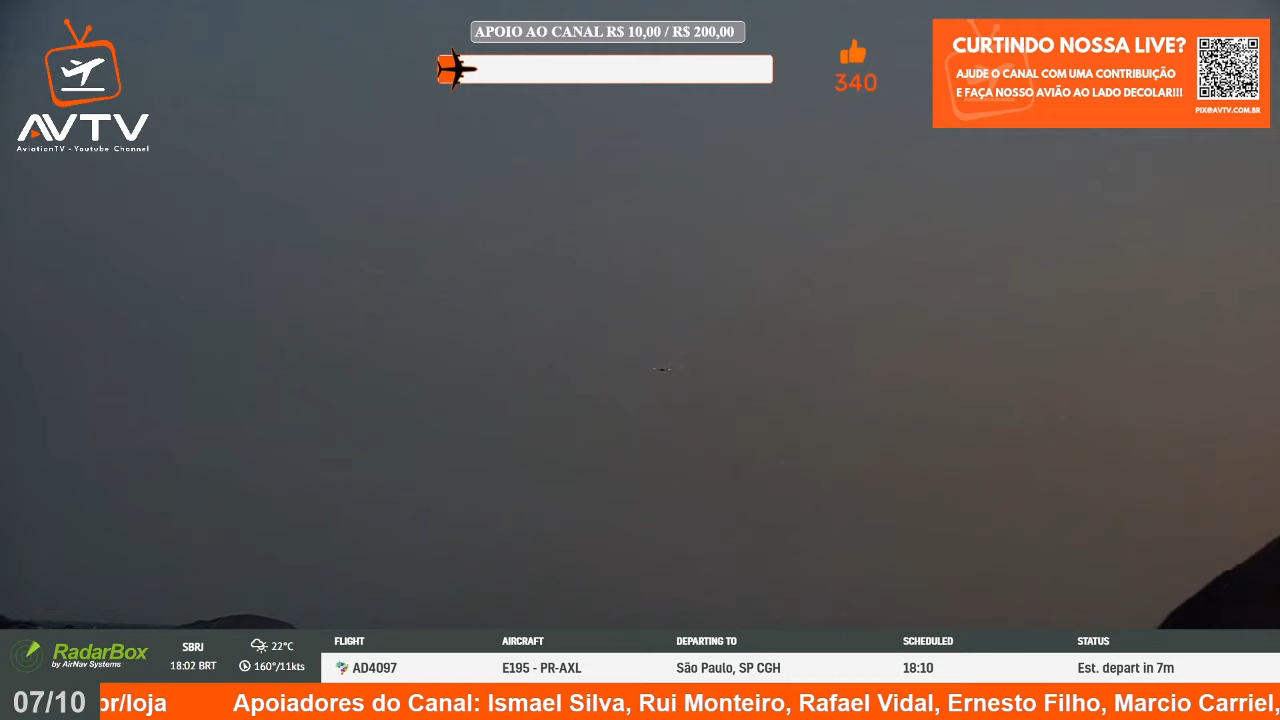 AVTV
AviationTV - Youtube Channel
APOIO AO CANAL R$ 10,00 / R$ 200,00
340
CURTINDO NOSSA LIVE?
AJUDE O CANAL COM UMA CONTRIBUIÇÃO
E FAÇA NOSSO AVIÃO AO LADO DECOLAR!!!
PIX@AVTV.COM.BR
RadarBox
by AirNav Systems
SBRJ
22°C
18:02 BRT
160°/11kts
FLIGHT AIRCRAFT DEPARTING TO SCHEDULED STATUS
AD4097 E195 - PR-AXL São Paulo, SP CGH 18:10 Est. depart in 7m
07/10 br/loja Apoiadores do Canal: Ismael Silva, Rui Monteiro, Rafael Vidal, Ernesto Filho, Marcio Carriel,